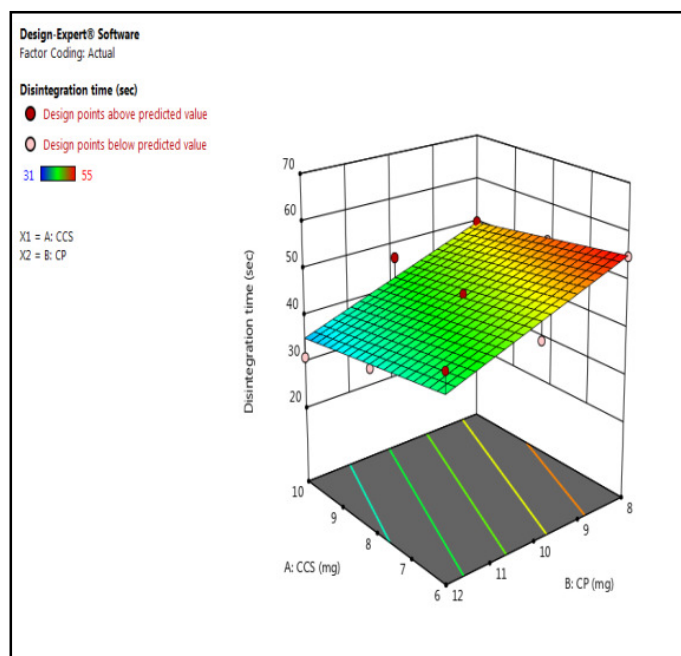 Design-Expert® Software
Factor Coding: Actual
Disintegration time (sec)
Design points above predicted value
Design points below predicted value
31 55
X1 = A: CCS
X2 = B: CP
70
60
50
40
30
20
Disintegration time (sec)
10
9
8
7
6
A: CCS (mg)
12
11
10
9
8
B: CP (mg)